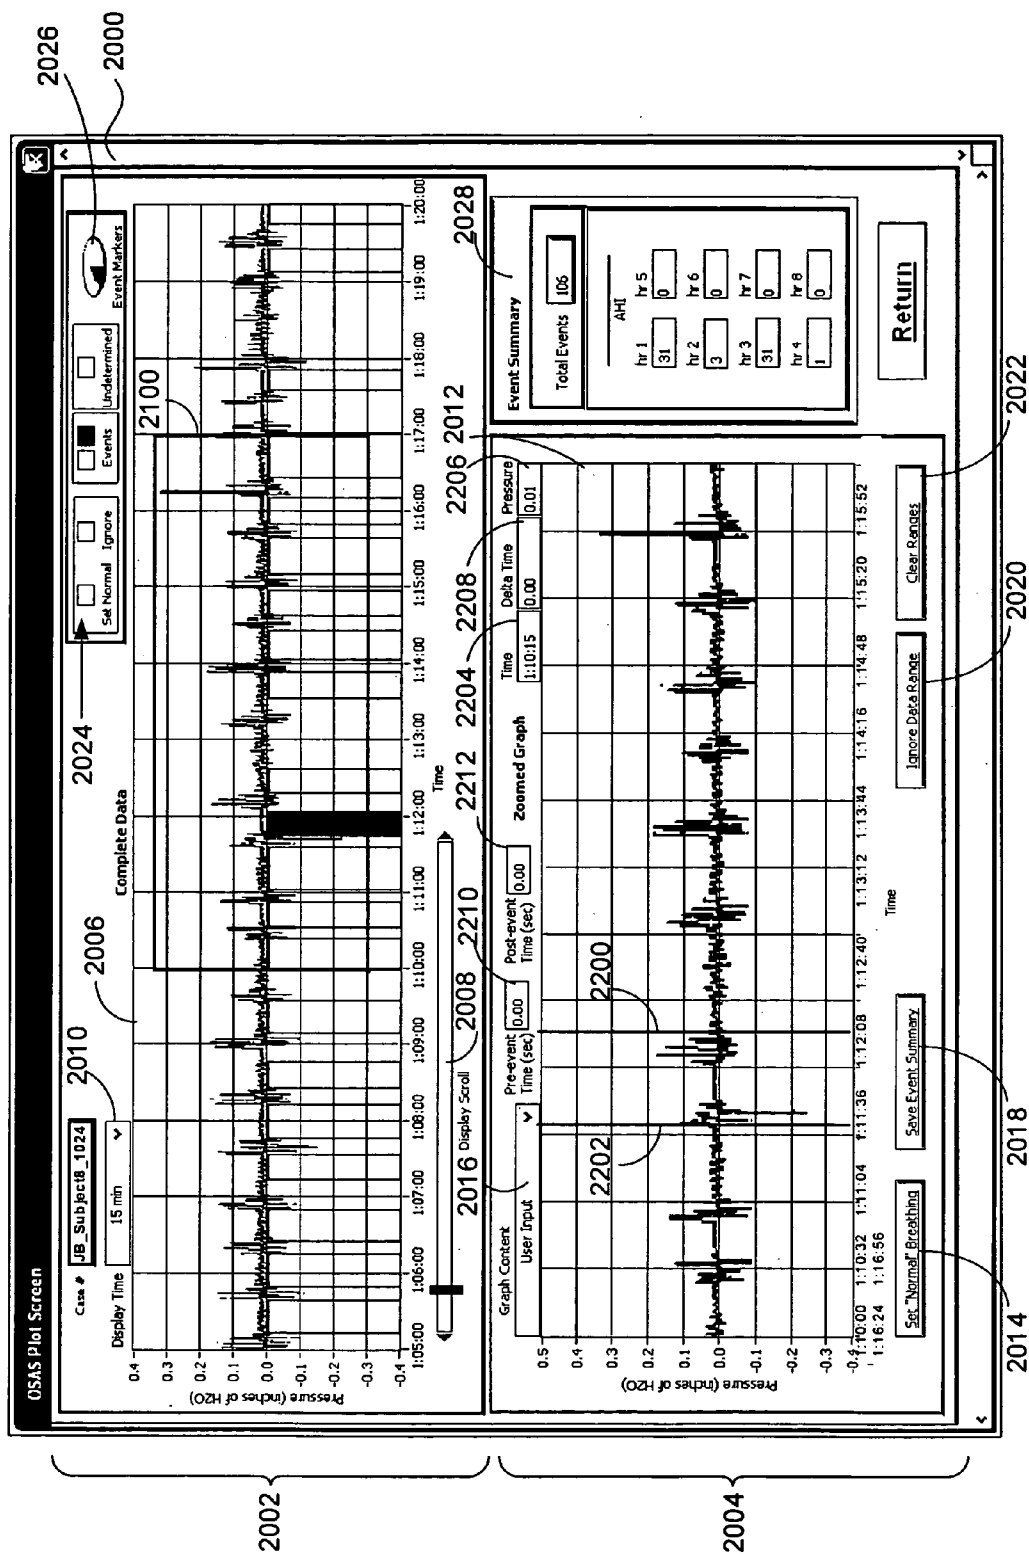 2026
2000
OSAS Plot Screen
Case # JB_Subject8_1024
2010
Display Time 15 min
2006
Complete Data
2024
Set Normal Ignore Events Undetermined Event Markers
2100
Pressure (inches of H2O)
0.4
0.3
0.2
0.1
0.0
-0.1
-0.2
-0.3
-0.4
1:05:00 1:06:00 1:07:00 1:08:00 1:09:00 1:10:00 1:11:00 1:12:00 1:13:00 1:14:00 1:15:00 1:16:00 1:17:00 1:18:00 1:19:00 1:20:00
Time
Display Scroll
2016
2008
2210
2212
2204
2208
2206
2012
2028
2002
Graph Content
User Input
Pre-event Time (sec) 0.00
Post-event Time (sec) 0.00
Zoomed Graph
Time 1:10:15
Delta Time 0.00
Pressure 0.01
2202
2200
Pressure (inches of H2O)
0.5
0.4
0.3
0.2
0.1
0.0
-0.1
-0.2
-0.3
-0.4
1:10:00 1:10:32 1:11:04 1:11:36 1:12:08 1:12:40 1:13:12 1:13:44 1:14:16 1:14:48 1:15:20 1:15:52
1:16:24 1:16:56
Time
Event Summary
Total Events 106
AHI
hr 1 31 hr 5 0
hr 2 3 hr 6 0
hr 3 31 hr 7 0
hr 4 1 hr 8 0
Return
Set "Normal" Breathing
Save Event Summary
Ignore Data Range
Clear Ranges
2004
2014
2018
2020
2022